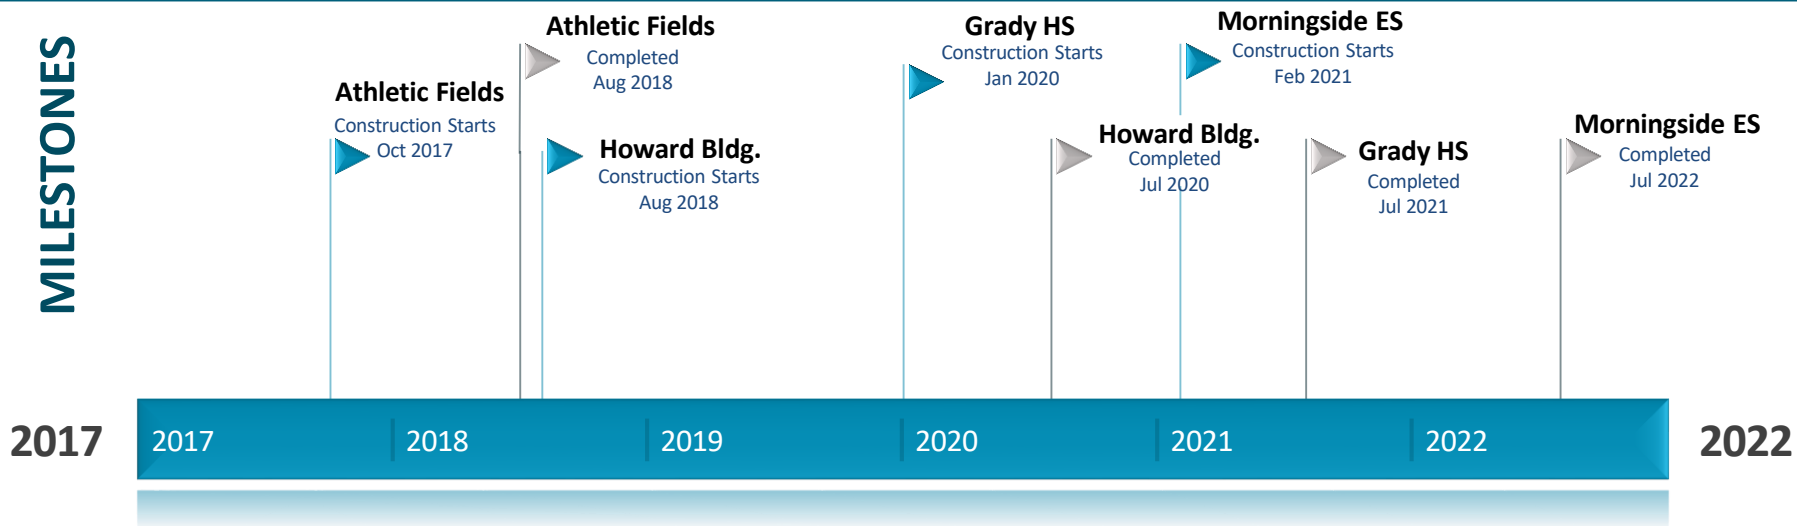 MILESTONES
Athletic Fields
Construction Starts
Oct 2017
Athletic Fields
Completed
Aug 2018
Howard Bldg.
Construction Starts
Aug 2018
Grady HS
Construction Starts
Jan 2020
Howard Bldg.
Completed
Jul 2020
Morningside ES
Construction Starts
Feb 2021
Grady HS
Completed
Jul 2021
Morningside ES
Completed
Jul 2022
2017
2017
2018
2019
2020
2021
2022
2022